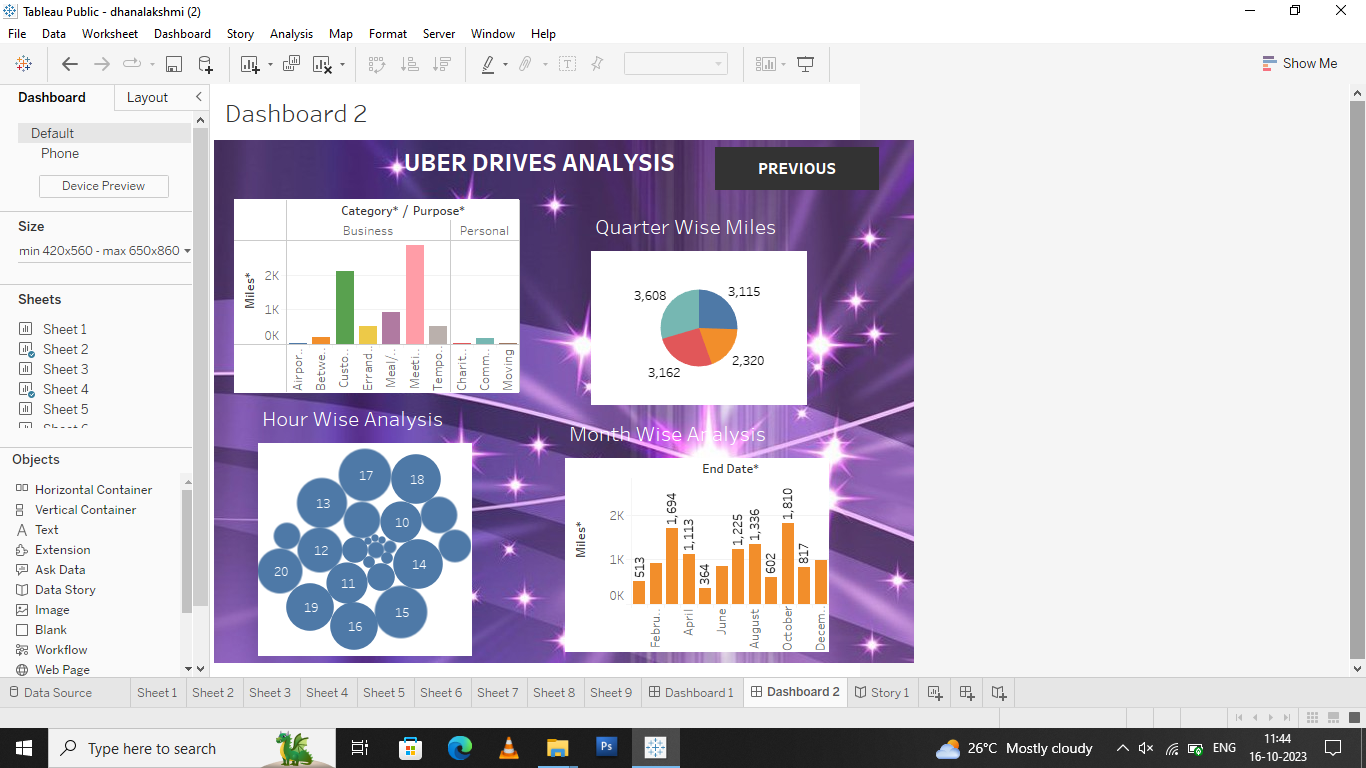 Tableau Public - dhanalakshmi (2)
File Data Worksheet Dashboard Story Analysis Map Format Server Window Help
Show Me
Dashboard Layout
Default
Phone
Device Preview
Size
min 420x560 - max 650x860
Sheets
Sheet 1
Sheet 2
Sheet 3
Sheet 4
Sheet 5
Objects
Horizontal Container
Vertical Container
Text
Extension
Ask Data
Data Story
Image
Blank
Workflow
Web Page
Dashboard 2
UBER DRIVES ANALYSIS
PREVIOUS
Category* / Purpose*
Business Personal
Miles*
2K
1K
0K
Airpor..
Betwe..
Custo..
Errand..
Meal/..
Meeti..
Tempo..
Charit..
Comm..
Moving
Quarter Wise Miles
3,608 3,115
3,162 2,320
Hour Wise Analysis
17 18
13 10
12 14
20 11
19 16 15
Month Wise Analysis
End Date*
Miles*
2K
1K
0K
513
1,694
1,113
364
1,225
1,336
602
1,810
817
Febru..
April
June
August
October
Decem..
Data Source Sheet 1 Sheet 2 Sheet 3 Sheet 4 Sheet 5 Sheet 6 Sheet 7 Sheet 8 Sheet 9 Dashboard 1 Dashboard 2 Story 1
Type here to search
Ps
26°C Mostly cloudy
ENG
11:44
16-10-2023